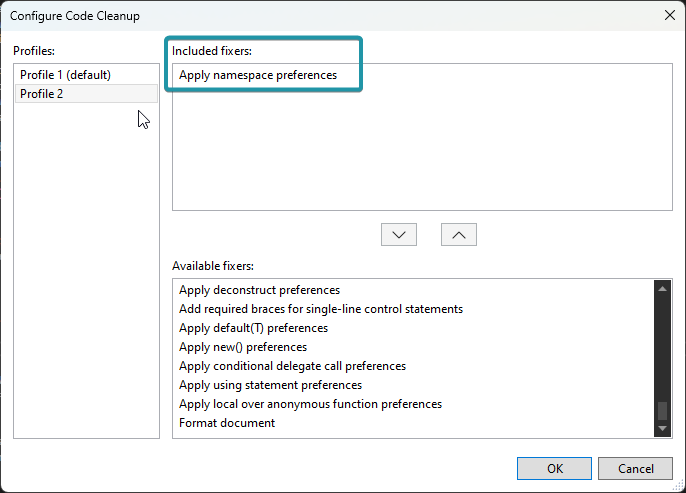 Configure Code Cleanup
Profiles:
Profile 1 (default)
Profile 2
Included fixers:
Apply namespace preferences
Available fixers:
Apply deconstruct preferences
Add required braces for single-line control statements
Apply default(T) preferences
Apply new() preferences
Apply conditional delegate call preferences
Apply using statement preferences
Apply local over anonymous function preferences
Format document
OK
Cancel